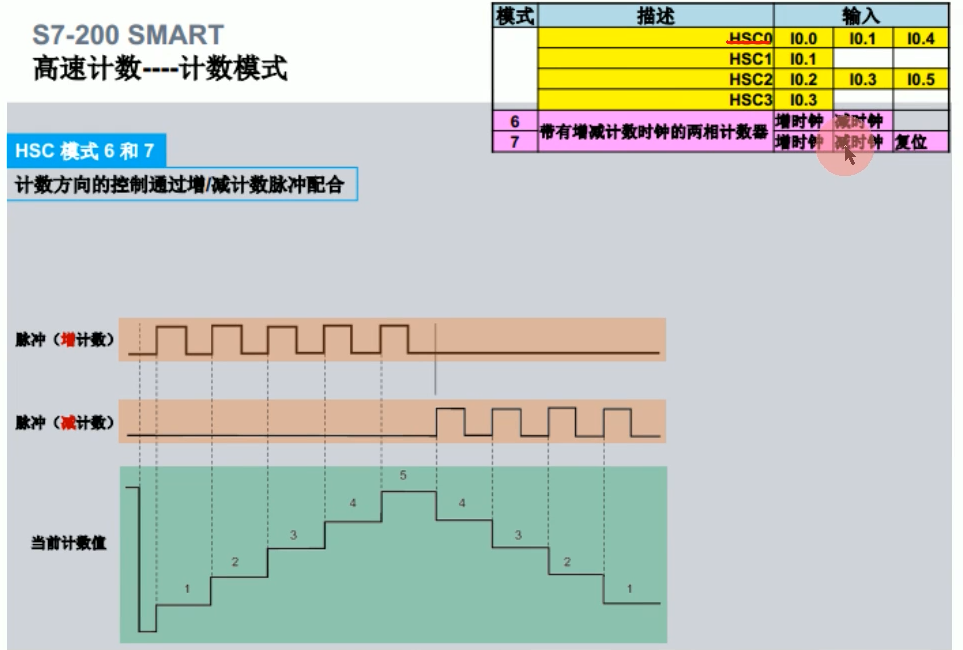 S7-200 SMART
高速计数----计数模式
模式 描述 输入
HSC0 I0.0 I0.1 I0.4
HSC1 I0.1
HSC2 I0.2 I0.3 I0.5
HSC3 I0.3
6 带有增减计数时钟的两相计数器 增时钟 减时钟
7 增时钟 减时钟 复位
HSC 模式 6 和 7
计数方向的控制通过增/减计数脉冲配合
脉冲（增计数）
脉冲（减计数）
当前计数值
1 2 3 4 5 4 3 2 1